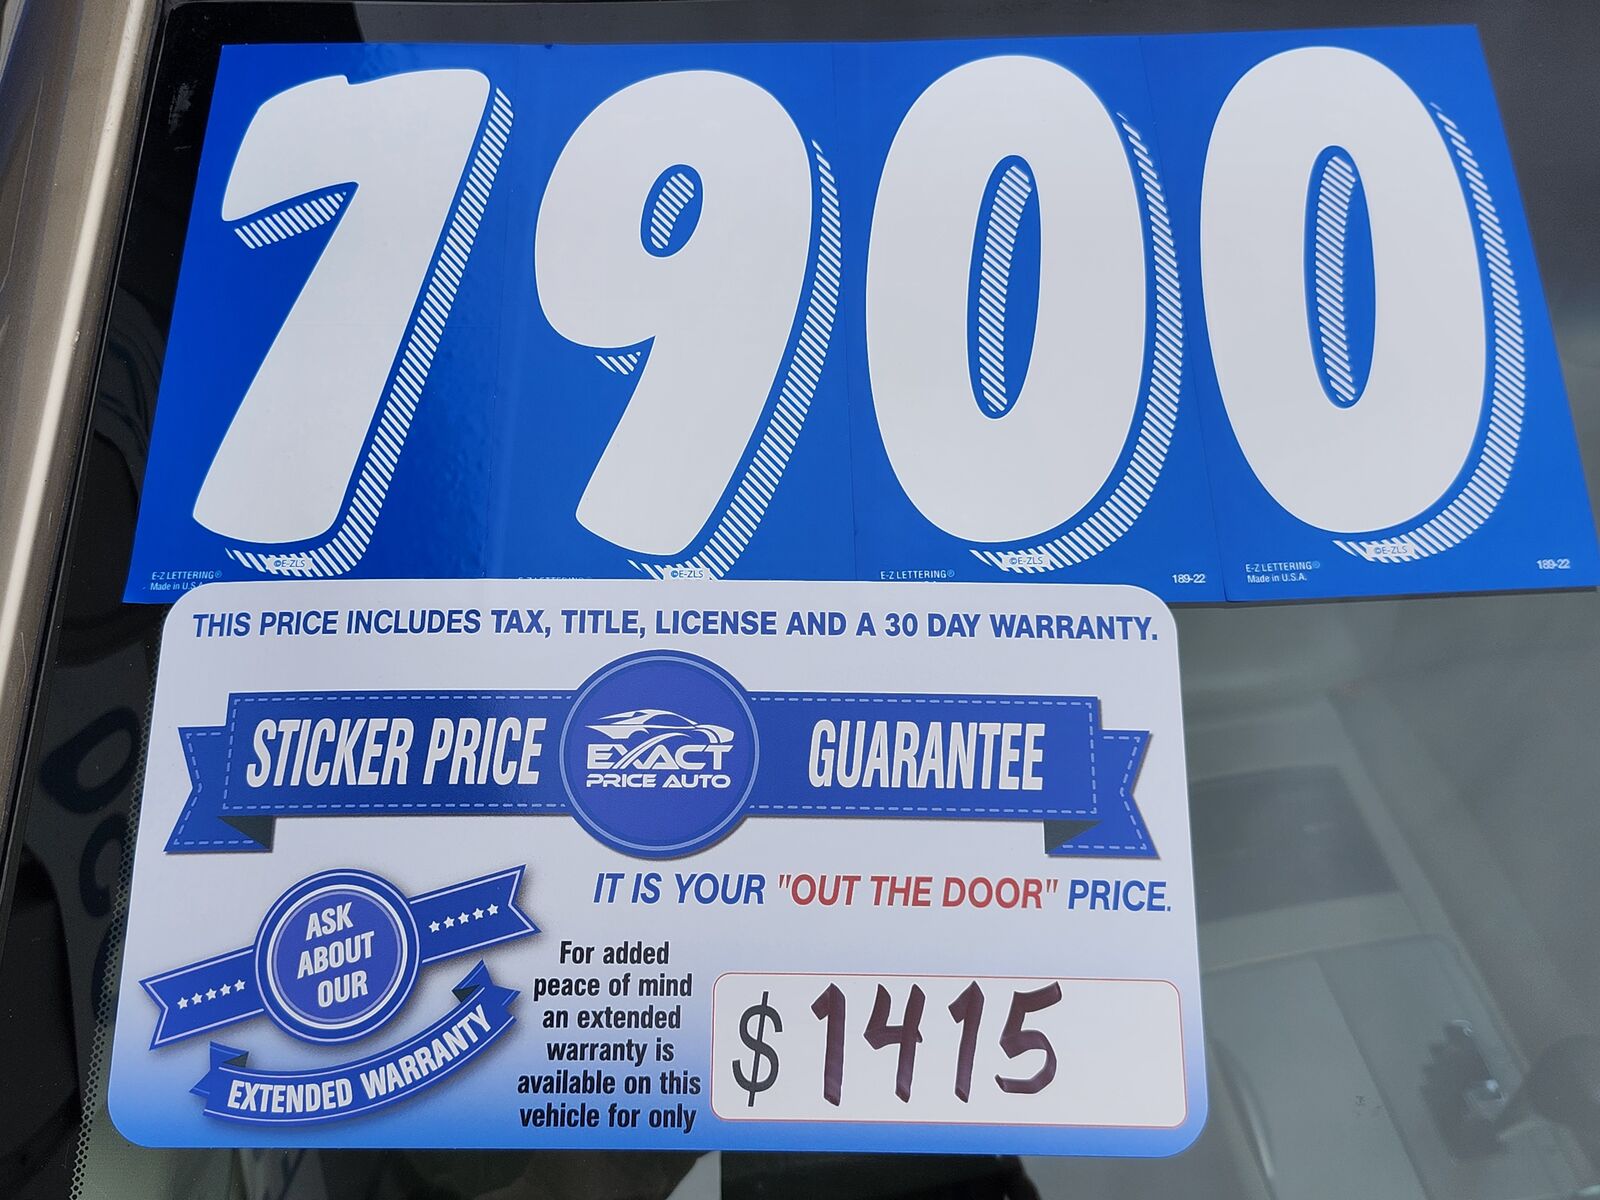 7900
©E-ZLS ©E-ZLS ©E-ZLS ©E-ZLS
E-Z LETTERING® E-Z LETTERING® 189-22 E-Z LETTERING® 189-22
Made in U.S.A. Made in U.S.A.
THIS PRICE INCLUDES TAX, TITLE, LICENSE AND A 30 DAY WARRANTY.
STICKER PRICE GUARANTEE
EXACT
PRICE AUTO
IT IS YOUR "OUT THE DOOR" PRICE.
ASK
ABOUT
OUR
EXTENDED WARRANTY
For added
peace of mind
an extended
warranty is
available on this
vehicle for only
$1415